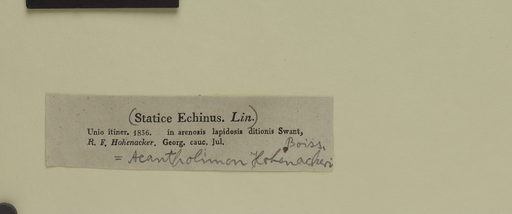 (Statice Echinus. Lin.)
Unio itiner. 1836. in arenosis lapidosis ditionis Swant,
R. F. Hohenacker. Georg. cauc. Jul.
Boiss.
= Acantholimon Hohenackeri